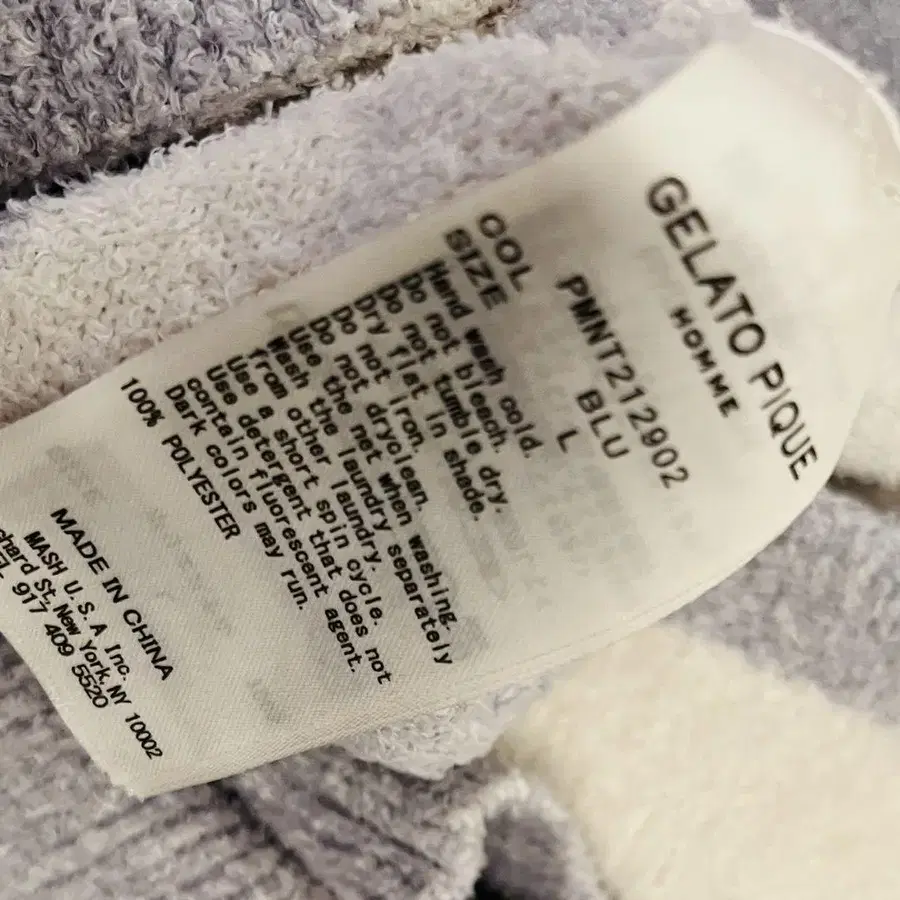 GELATO PIQUE
HOMME
PMNT212902
COL BLU
SIZE L
Hand wash cold.
Do not bleach.
Do not tumble dry.
Dry flat in shade.
Do not iron.
Do not dryclean.
Use the net when washing.
Wash the laundry separately
from other laundry.
Use a short spin cycle.
Use detergent that does not
contain fluorescent agent.
Dark colors may run.
100% POLYESTER
MADE IN CHINA
MASH U.S.A Inc.
St, New York, NY 10002
917 409 5520